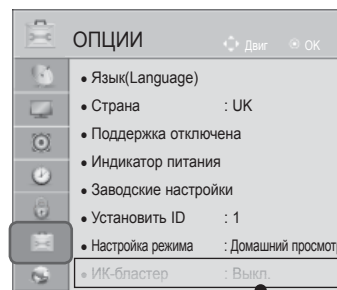 ОПЦИИ
Двиг  ОК
• Язык(Language)
• Страна : UK
• Поддержка отключена
• Индикатор питания
• Заводские настройки
• Установить ID : 1
• Настройка режима : Домашний просмотр
• ИК-бластер : Выкл.